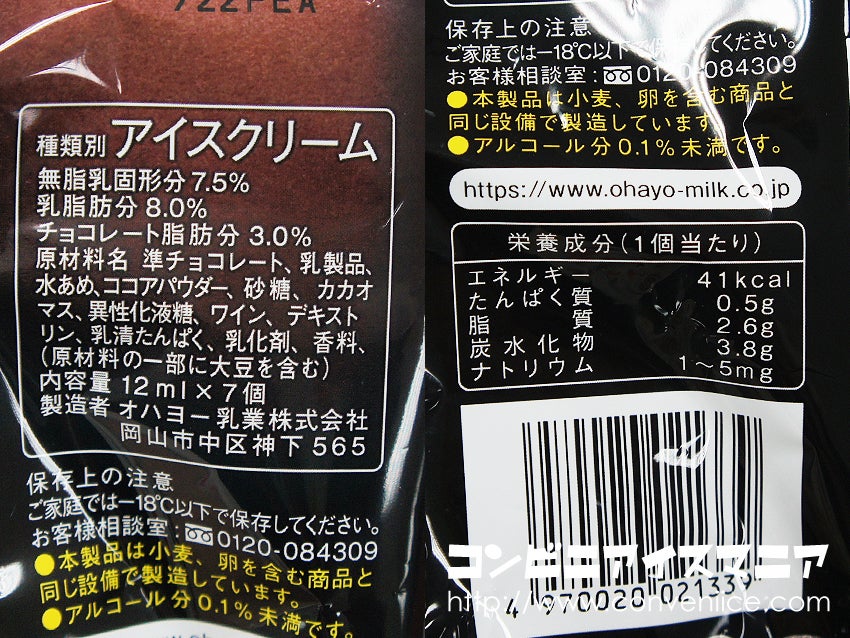 722PEA
種類別 アイスクリーム
無脂乳固形分 7.5%
乳脂肪分 8.0%
チョコレート脂肪分 3.0%
原材料名 準チョコレート、乳製品、
水あめ、ココアパウダー、砂糖、カカオ
マス、異性化液糖、ワイン、デキスト
リン、乳清たんぱく、乳化剤、香料、
(原材料の一部に大豆を含む)
内容量 12ml×7個
製造者 オハヨー乳業株式会社
岡山市中区神下565
保存上の注意
ご家庭では−18℃以下で保存してください。
お客様相談室:0120-084309
●本製品は小麦、卵を含む商品と
同じ設備で製造しています。
●アルコール分0.1%未満です。
保存上の注意
ご家庭では−18℃以下で保存してください。
お客様相談室:0120-084309
●本製品は小麦、卵を含む商品と
同じ設備で製造しています。
●アルコール分0.1%未満です。
https://www.ohayo-milk.co.jp
栄養成分(1個当たり)
エネルギー 41kcal
たんぱく質 0.5g
脂質 2.6g
炭水化物 3.8g
ナトリウム 1〜5mg
コンビニアイスマニア
4 970020 021339
http://www.conveniice.com